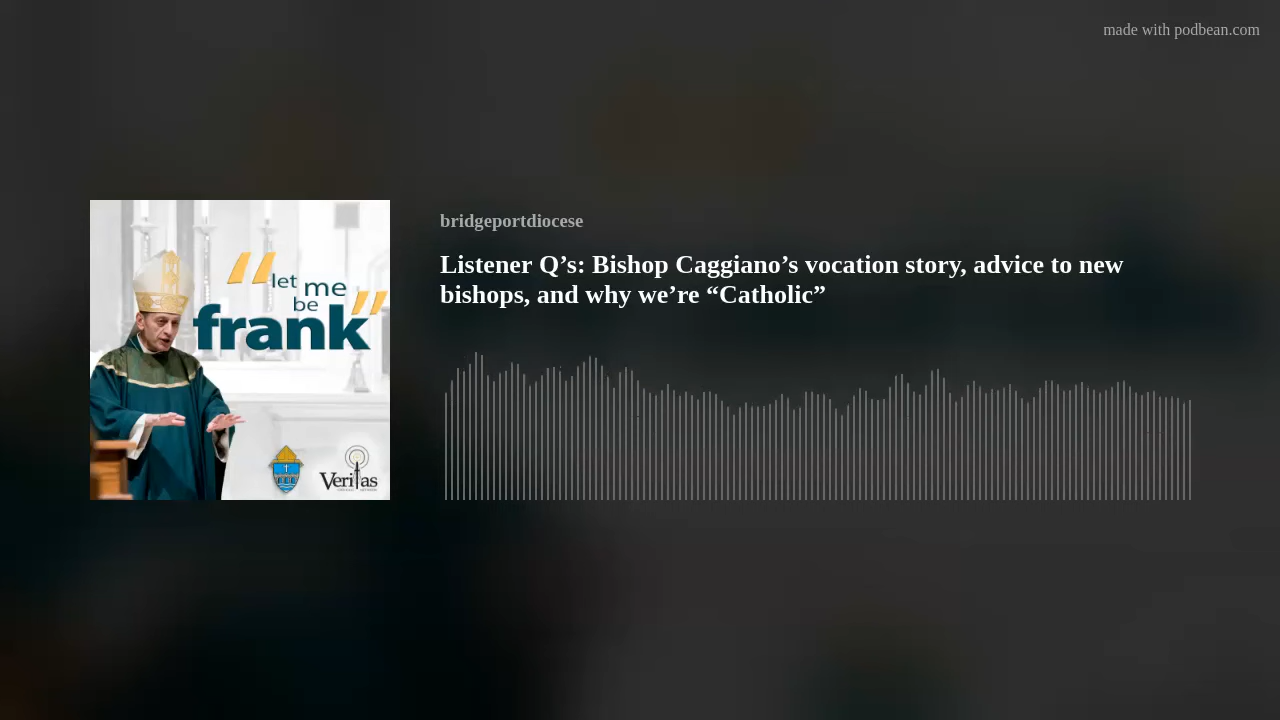 made with podbean.com
“let me
be ”
frank
Veritas
bridgeportdiocese
Listener Q’s: Bishop Caggiano’s vocation story, advice to new
bishops, and why we’re “Catholic”